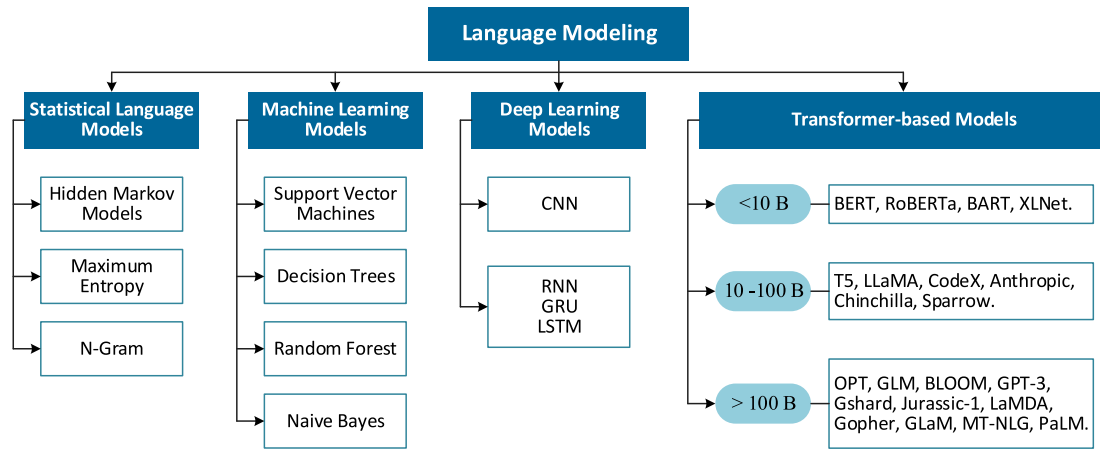 Language Modeling
Statistical Language
Models
Hidden Markov
Models
Maximum
Entropy
N-Gram
Machine Learning
Models
Support Vector
Machines
Decision Trees
Random Forest
Naive Bayes
Deep Learning
Models
CNN
RNN
GRU
LSTM
Transformer-based Models
<10 B
BERT, RoBERTa, BART, XLNet.
10 -100 B
T5, LLaMA, CodeX, Anthropic,
Chinchilla, Sparrow.
> 100 B
OPT, GLM, BLOOM, GPT-3,
Gshard, Jurassic-1, LaMDA,
Gopher, GLaM, MT-NLG, PaLM.